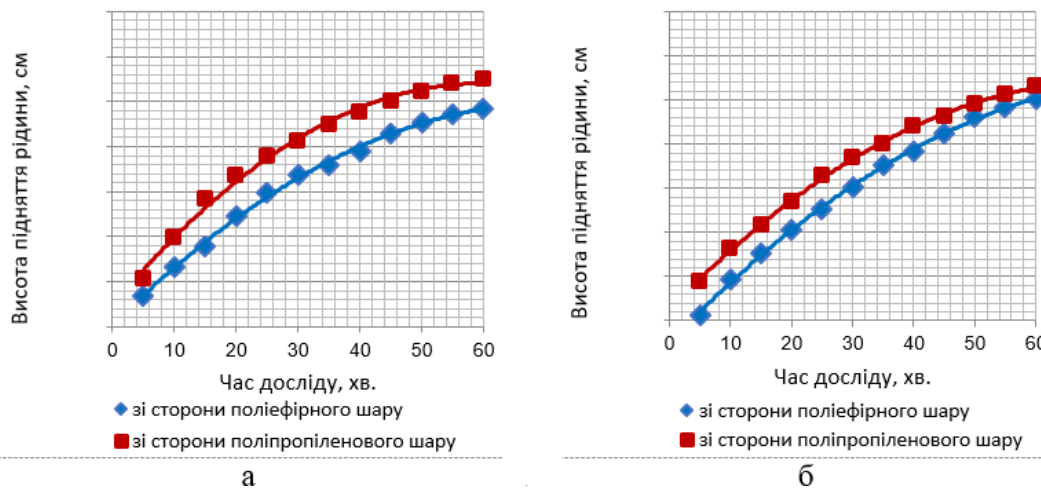 Висота підняття рідини, см
0 10 20 30 40 50 60
Час досліду, хв.
зі сторони поліефірного шару
зі сторони поліпропіленового шару
а
Висота підняття рідини, см
0 10 20 30 40 50 60
Час досліду, хв.
зі сторони поліефірного шару
зі сторони поліпропіленового шару
б